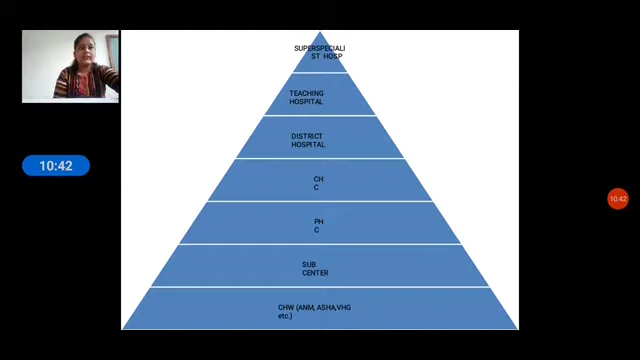 SUPERSPECIALI
ST HOSP
TEACHING
HOSPITAL
DISTRICT
HOSPITAL
CH
C
PH
C
SUB
CENTER
CHW (ANM, ASHA,VHG
etc.)
10:42
10:42